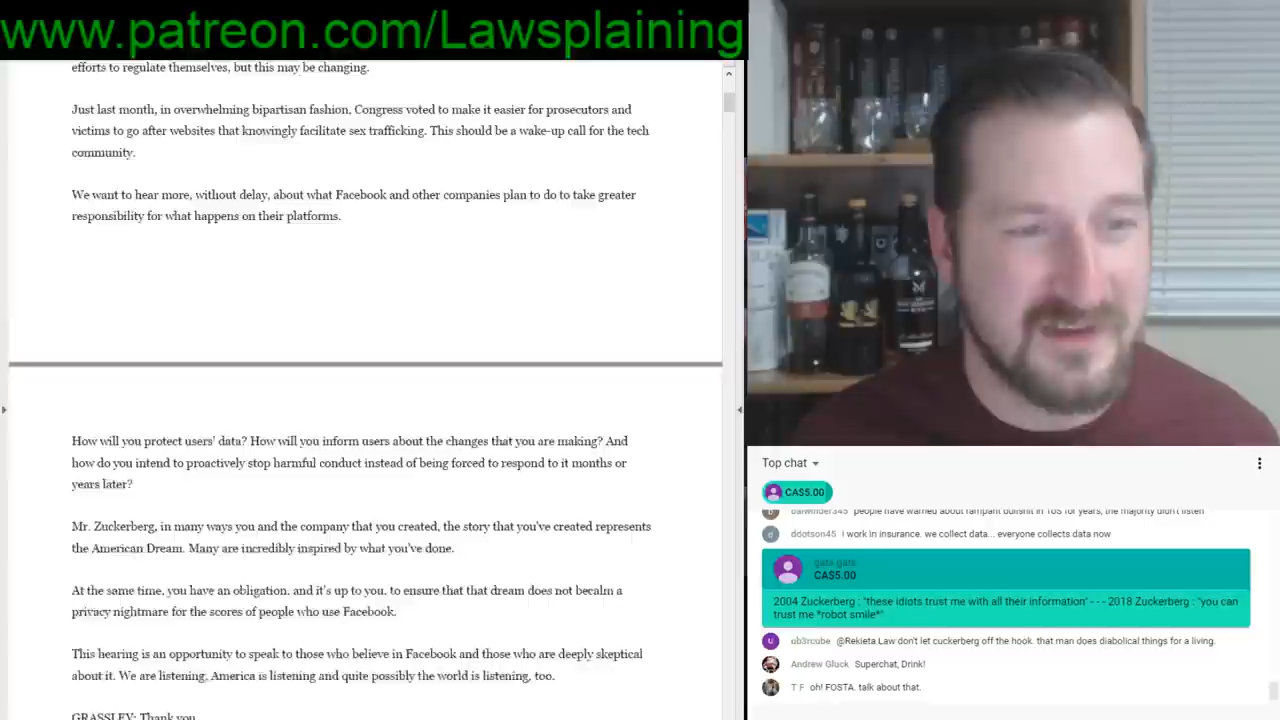 www.patreon.com/Lawsplaining
efforts to regulate themselves, but this may be changing.
Just last month, in overwhelming bipartisan fashion, Congress voted to make it easier for prosecutors and
victims to go after websites that knowingly facilitate sex trafficking. This should be a wake-up call for the tech
community.
We want to hear more, without delay, about what Facebook and other companies plan to do to take greater
responsibility for what happens on their platforms.
How will you protect users' data? How will you inform users about the changes that you are making? And
how do you intend to proactively stop harmful conduct instead of being forced to respond to it months or
years later?
Mr. Zuckerberg, in many ways you and the company that you created, the story that you've created represents
the American Dream. Many are incredibly inspired by what you've done.
At the same time, you have an obligation, and it's up to you, to ensure that that dream does not becalm a
privacy nightmare for the scores of people who use Facebook.
This hearing is an opportunity to speak to those who believe in Facebook and those who are deeply skeptical
about it. We are listening, America is listening and quite possibly the world is listening, too.
GRASSLEY: Thank you
Top chat
CA$5.00
balwinder345 people have warned about rampant bullshit in TOS for years, the majority didn't listen
ddotson45 i work in insurance. we collect data... everyone collects data now
gats gats
CA$5.00
2004 Zuckerberg : "these idiots trust me with all their information" - - - 2018 Zuckerberg : "you can
trust me *robot smile*"
ub3rcube @Rekieta Law don't let cuckerberg off the hook. that man does diabolical things for a living.
Andrew Gluck Superchat, Drink!
T F oh! FOSTA. talk about that.